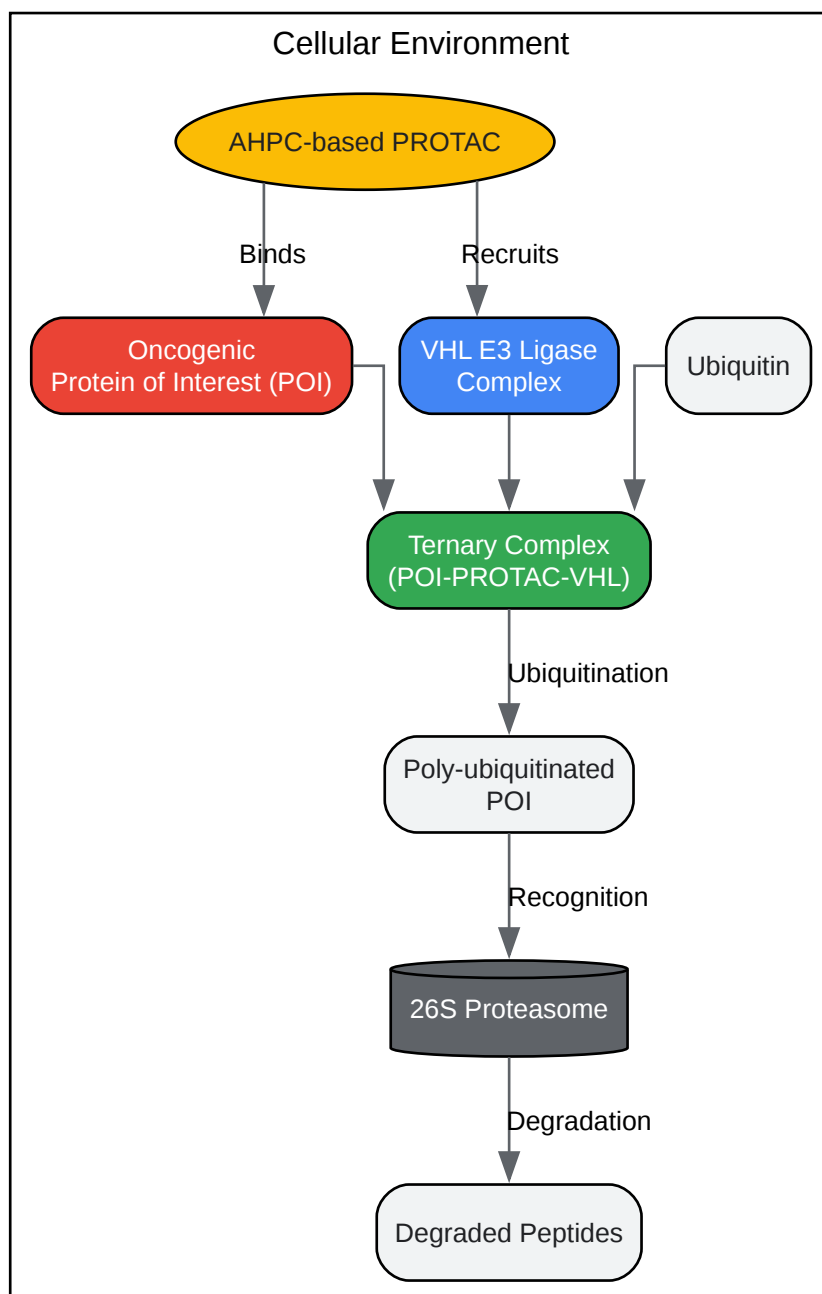 Cellular Environment
AHPC-based PROTAC
Binds
Recruits
Oncogenic
Protein of Interest (POI)
VHL E3 Ligase
Complex
Ubiquitin
Ternary Complex
(POI-PROTAC-VHL)
Ubiquitination
Poly-ubiquitinated
POI
Recognition
26S Proteasome
Degradation
Degraded Peptides